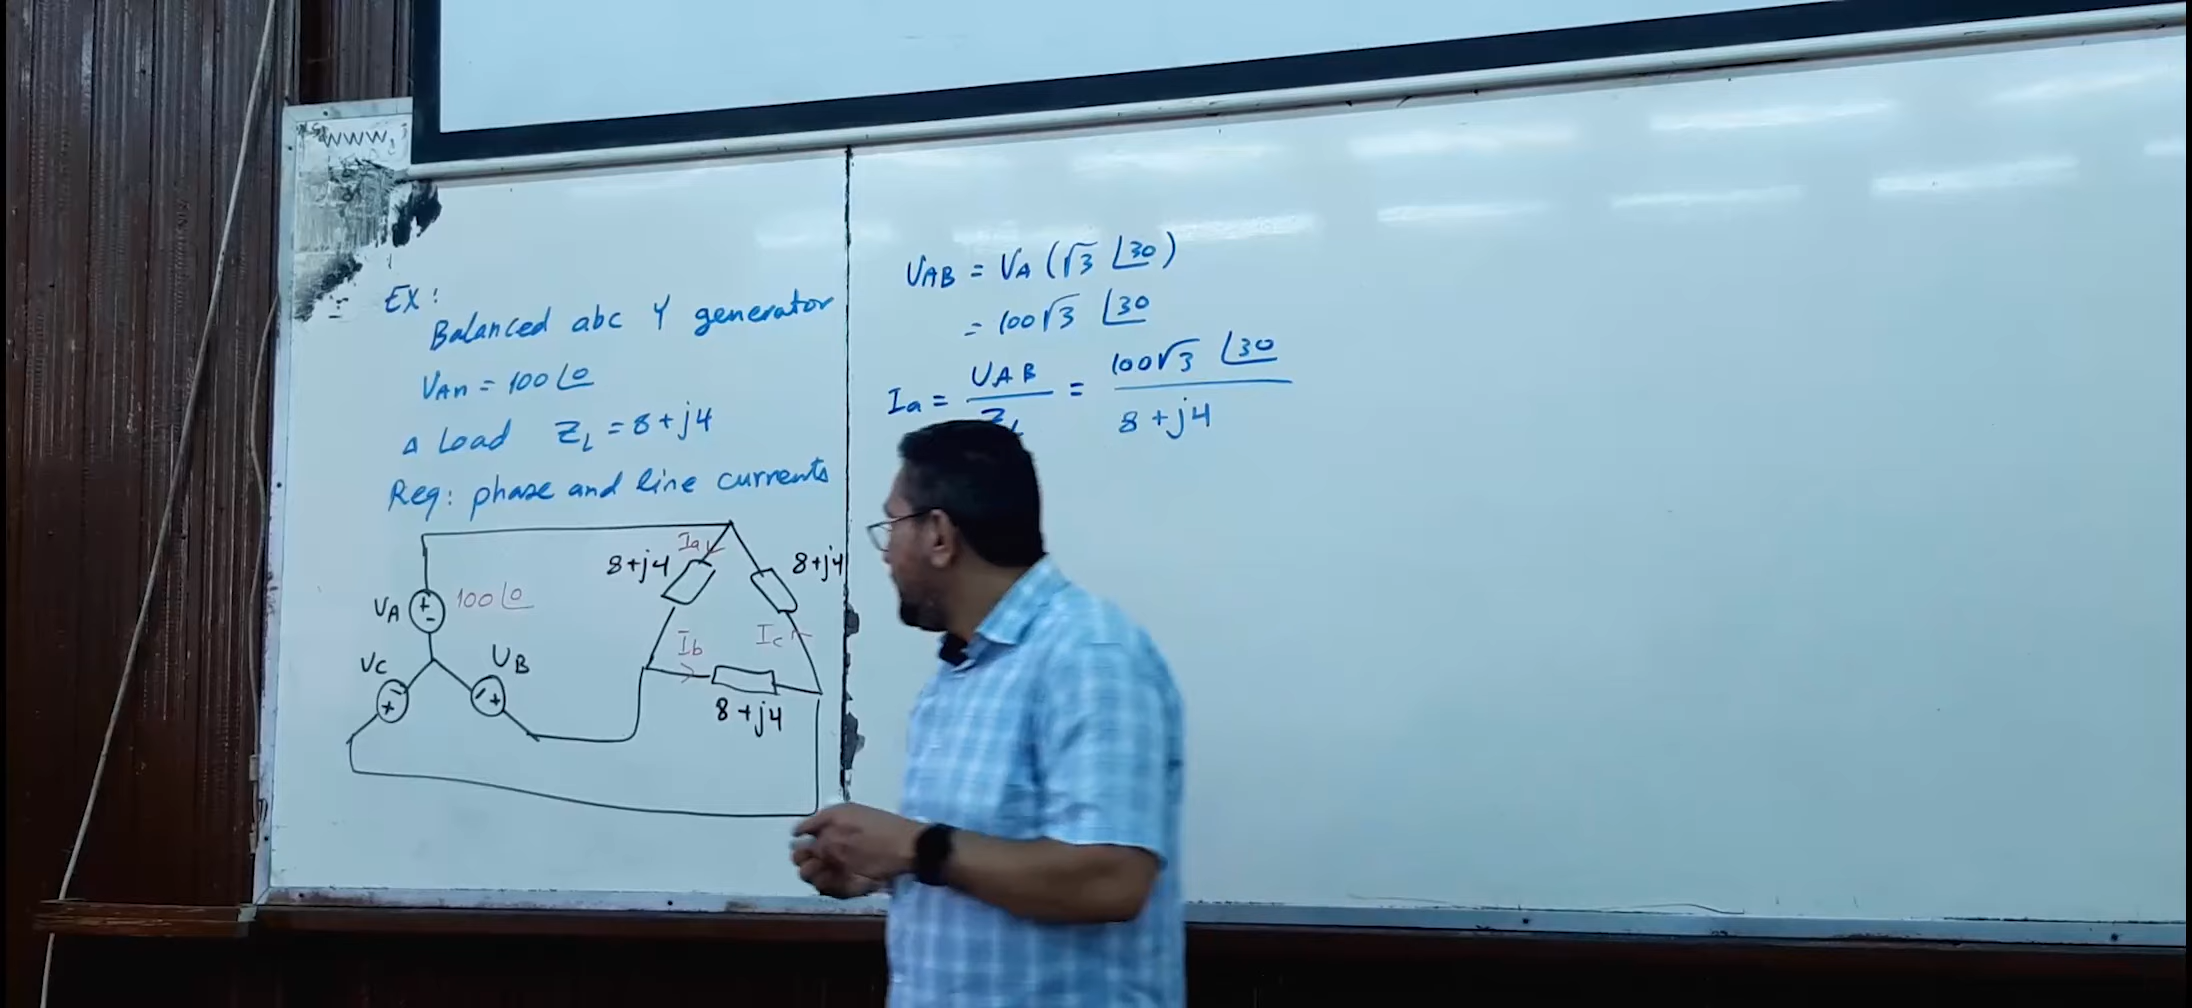 www.
Ex:
Balanced abc Y generator
VAn = 100∠0
Δ Load ZL = 8+j4
Req: phase and line currents
Ia
8+j4
8+j4
VA
+
-
100∠0
Ib
Ic
VC
VB
-
+
-
+
8+j4
VAB = VA (√3 ∠30)
= 100√3 ∠30
Ia = VAB / ZL = 100√3 ∠30 / 8+j4